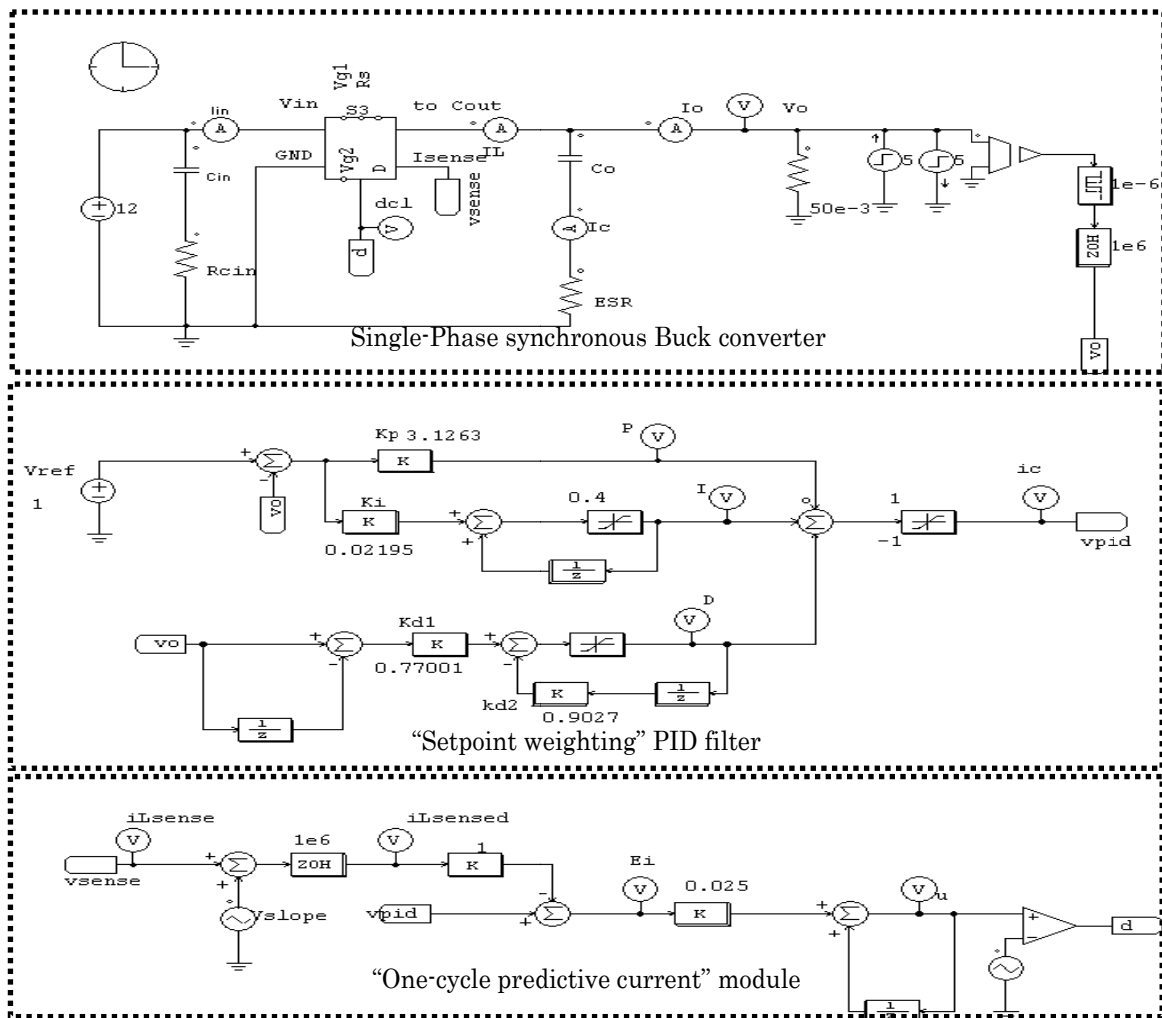 Vg1
Rs
Iin
Vin
S3
to Cout
Io
V
Vo
A
A
A
GND
Vg2
D
Isense
IL
Cin
Co
5
5
1e-6
12
vsense
dcl
V
A
Ic
50e-3
ZOH
1e6
d
Rcin
ESR
vo
Single-Phase synchronous Buck converter
Kp 3.1263
P
V
K
Vref
1
vo
Ki
K
0.02195
0.4
I
V
1
-1
ic
V
vpid
1/z
vo
Kd1
K
0.77001
D
V
kd2
K
0.9027
1/z
1/z
“Setpoint weighting” PID filter
iLsense
V
vsense
1e6
ZOH
iLsensed
V
1
K
Vslope
vpid
Ei
V
0.025
K
V
u
d
1/z
“One-cycle predictive current” module